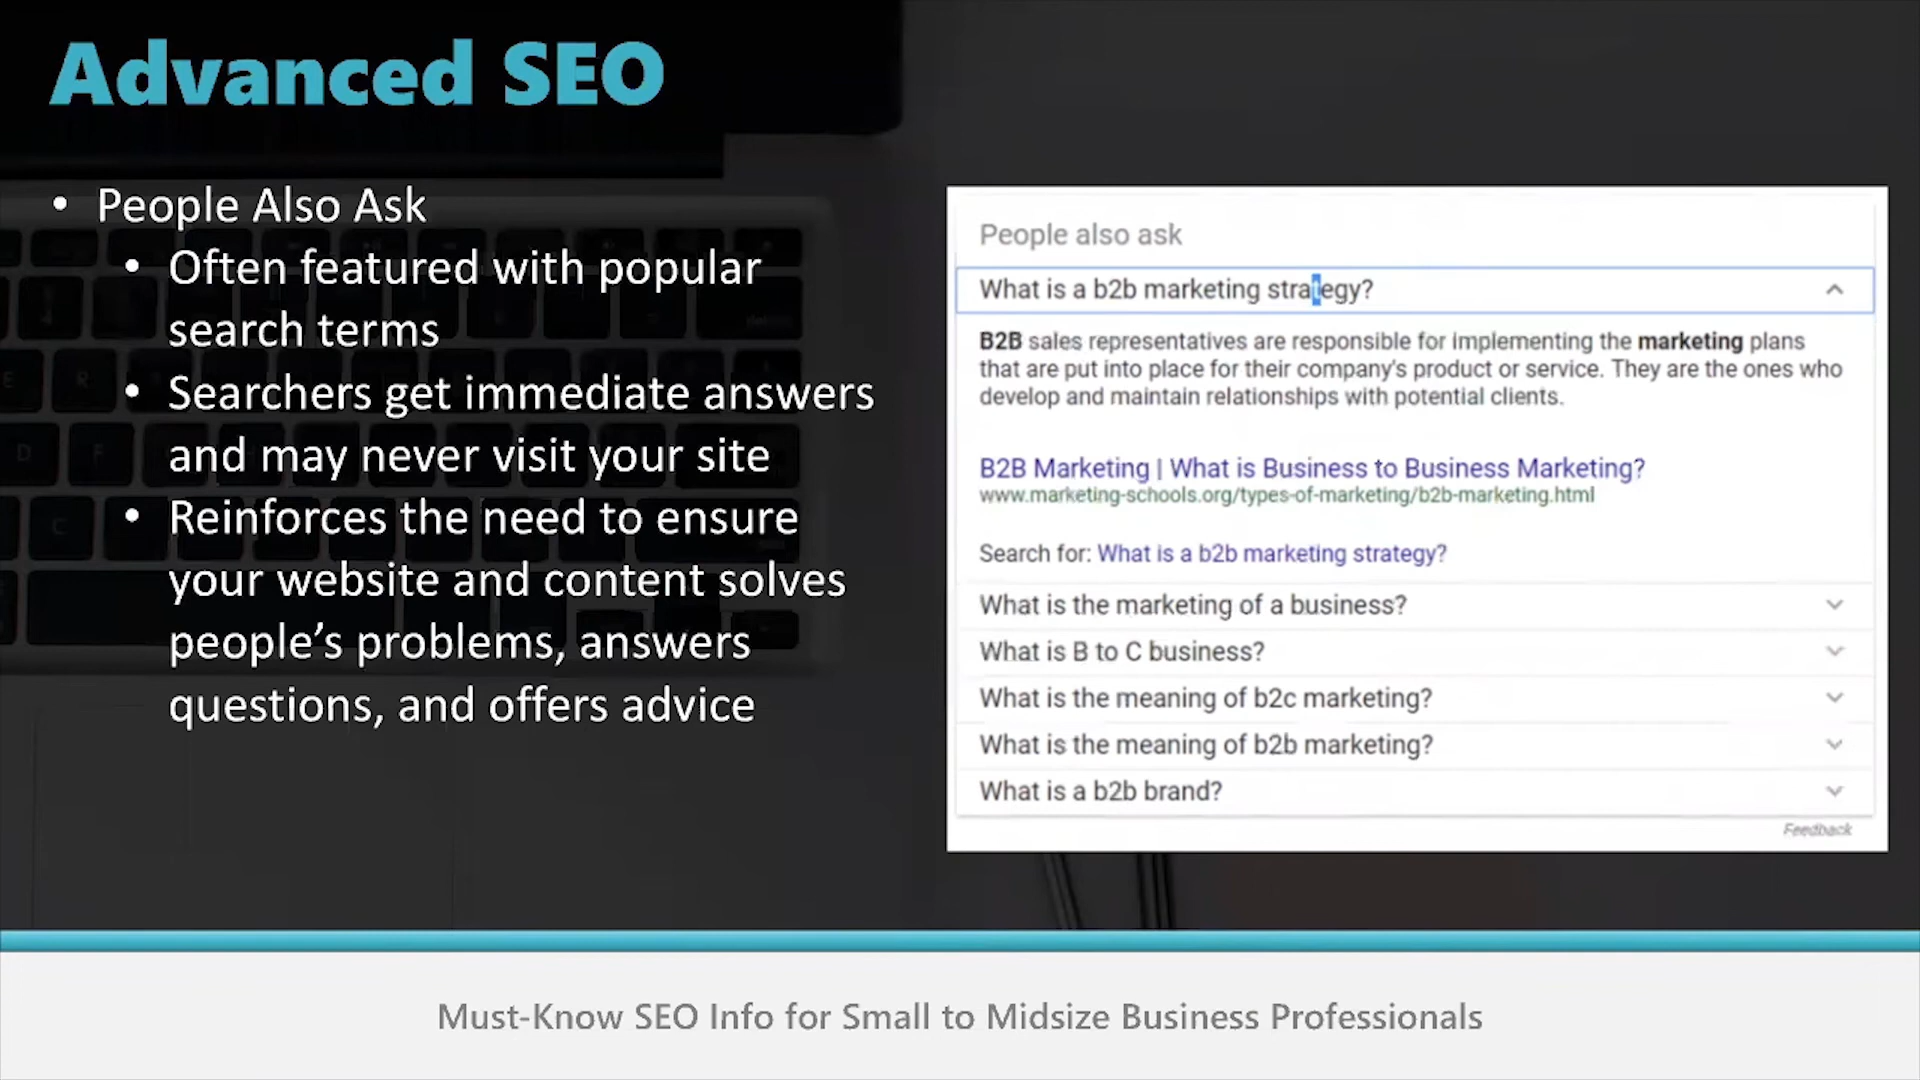 Advanced SEO
• People Also Ask
• Often featured with popular
search terms
• Searchers get immediate answers
and may never visit your site
• Reinforces the need to ensure
your website and content solves
people’s problems, answers
questions, and offers advice
People also ask
What is a b2b marketing strategy?
B2B sales representatives are responsible for implementing the marketing plans
that are put into place for their company's product or service. They are the ones who
develop and maintain relationships with potential clients.
B2B Marketing | What is Business to Business Marketing?
www.marketing-schools.org/types-of-marketing/b2b-marketing.html
Search for: What is a b2b marketing strategy?
What is the marketing of a business?
What is B to C business?
What is the meaning of b2c marketing?
What is the meaning of b2b marketing?
What is a b2b brand?
Feedback
Must-Know SEO Info for Small to Midsize Business Professionals